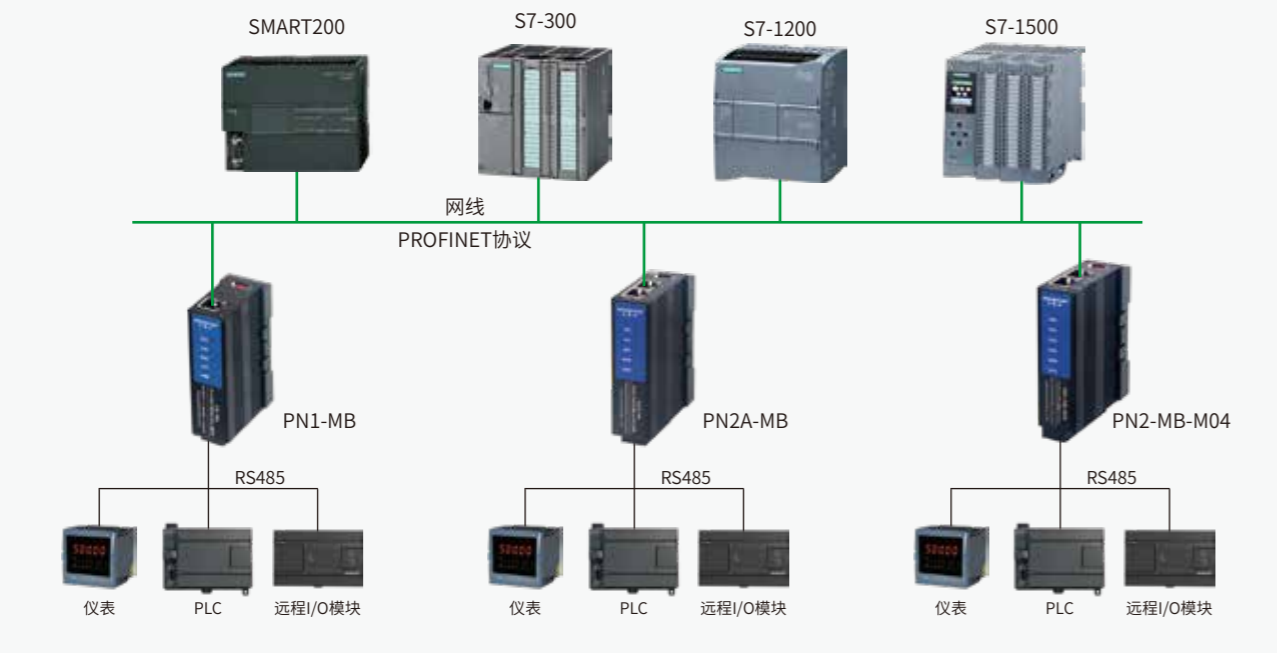 SMART200
S7-300
S7-1200
S7-1500
网线
PROFINET协议
PN1-MB
PN2A-MB
PN2-MB-M04
RS485
RS485
RS485
仪表
PLC
远程I/O模块
仪表
PLC
远程I/O模块
仪表
PLC
远程I/O模块